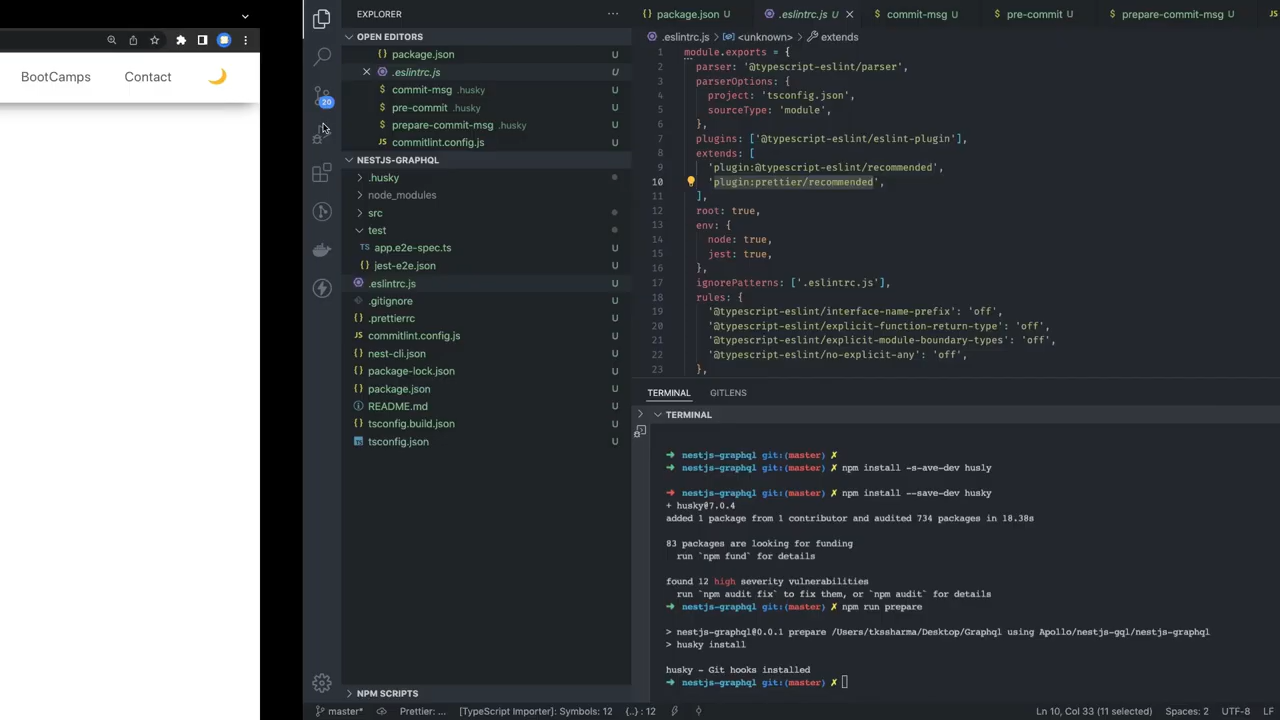 BootCamps
Contact
EXPLORER
OPEN EDITORS
package.json U
.eslintrc.js U
commit-msg .husky U
pre-commit .husky U
prepare-commit-msg .husky U
commitlint.config.js U
NESTJS-GRAPHQL
.husky
node_modules
src
test
app.e2e-spec.ts U
jest-e2e.json U
.eslintrc.js U
.gitignore U
.prettierrc U
commitlint.config.js U
nest-cli.json U
package-lock.json U
package.json U
README.md U
tsconfig.build.json U
tsconfig.json U
NPM SCRIPTS
20
package.json U
.eslintrc.js U
commit-msg U
pre-commit U
prepare-commit-msg U
JS
.eslintrc.js > <unknown> > extends
1 module.exports = {
2 parser: '@typescript-eslint/parser',
3 parserOptions: {
4 project: 'tsconfig.json',
5 sourceType: 'module',
6 },
7 plugins: ['@typescript-eslint/eslint-plugin'],
8 extends: [
9 'plugin:@typescript-eslint/recommended',
10 'plugin:prettier/recommended',
11 ],
12 root: true,
13 env: {
14 node: true,
15 jest: true,
16 },
17 ignorePatterns: ['.eslintrc.js'],
18 rules: {
19 '@typescript-eslint/interface-name-prefix': 'off',
20 '@typescript-eslint/explicit-function-return-type': 'off',
21 '@typescript-eslint/explicit-module-boundary-types': 'off',
22 '@typescript-eslint/no-explicit-any': 'off',
23 },
TERMINAL GITLENS
TERMINAL
➜ nestjs-graphql git:(master) ✗
➜ nestjs-graphql git:(master) ✗ npm install -s-ave-dev husly
➜ nestjs-graphql git:(master) ✗ npm install --save-dev husky
+ husky@7.0.4
added 1 package from 1 contributor and audited 734 packages in 18.38s
83 packages are looking for funding
run `npm fund` for details
found 12 high severity vulnerabilities
run `npm audit fix` to fix them, or `npm audit` for details
➜ nestjs-graphql git:(master) ✗ npm run prepare
> nestjs-graphql@0.0.1 prepare /Users/tkssharma/Desktop/Graphql using Apollo/nestjs-gql/nestjs-graphql
> husky install
husky - Git hooks installed
➜ nestjs-graphql git:(master) ✗
master* Prettier: ... [TypeScript Importer]: Symbols: 12 {..} : 12 Ln 10, Col 33 (11 selected) Spaces: 2 UTF-8 LF